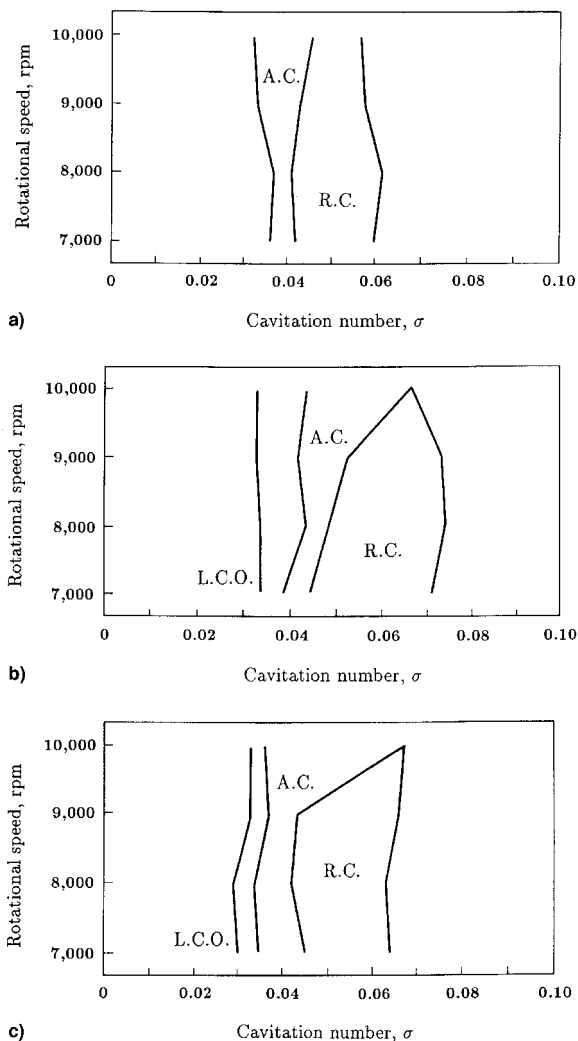 10,000
9,000
8,000
7,000
Rotational speed, rpm
A.C.
R.C.
0 0.02 0.04 0.06 0.08 0.10
Cavitation number, σ
a)
10,000
9,000
8,000
7,000
Rotational speed, rpm
A.C.
R.C.
L.C.O.
0 0.02 0.04 0.06 0.08 0.10
Cavitation number, σ
b)
10,000
9,000
8,000
7,000
Rotational speed, rpm
A.C.
R.C.
L.C.O.
0 0.02 0.04 0.06 0.08 0.10
Cavitation number, σ
c)